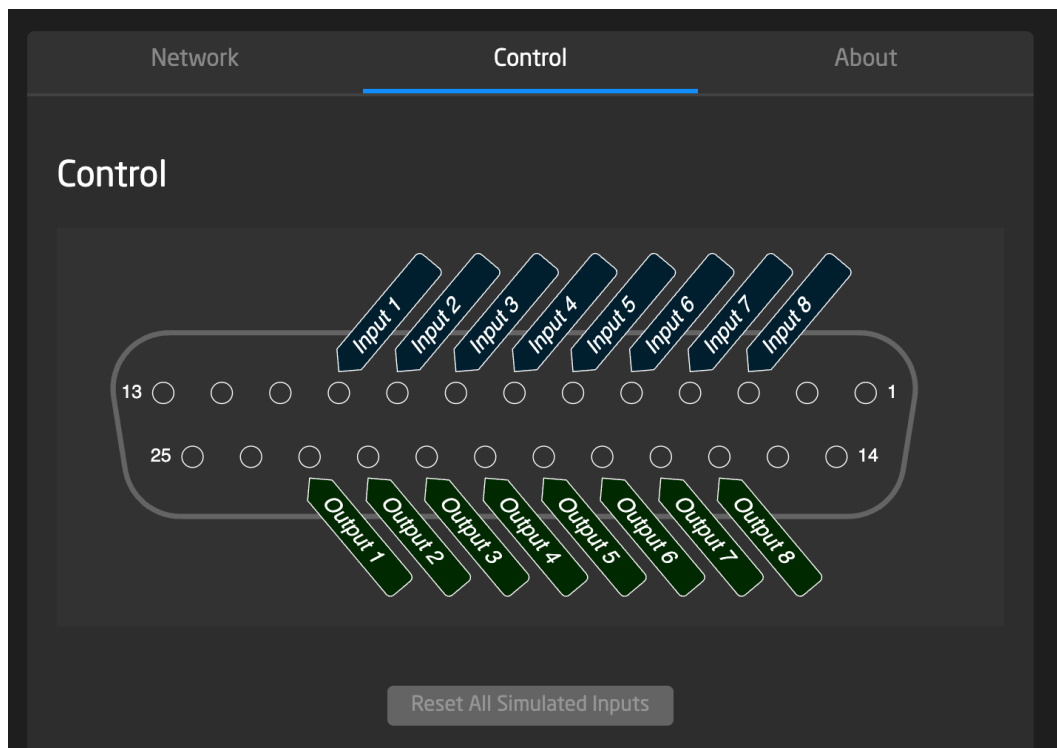 Network Control About
Control
Input 1 Input 2 Input 3 Input 4 Input 5 Input 6 Input 7 Input 8
13 1
25 14
Output 1 Output 2 Output 3 Output 4 Output 5 Output 6 Output 7 Output 8
Reset All Simulated Inputs